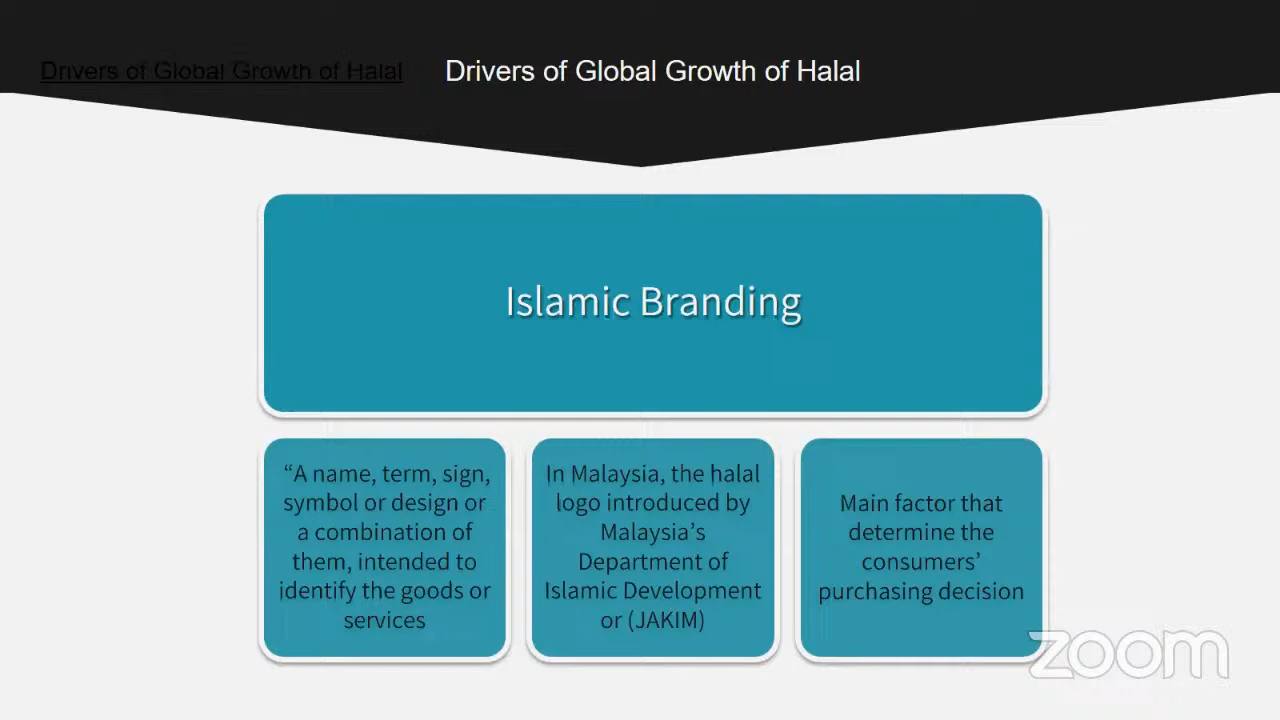 Drivers of Global Growth of Halal
Drivers of Global Growth of Halal
Islamic Branding
“A name, term, sign,
symbol or design or
a combination of
them, intended to
identify the goods or
services
In Malaysia, the halal
logo introduced by
Malaysia’s
Department of
Islamic Development
or (JAKIM)
Main factor that
determine the
consumers’
purchasing decision
zoom